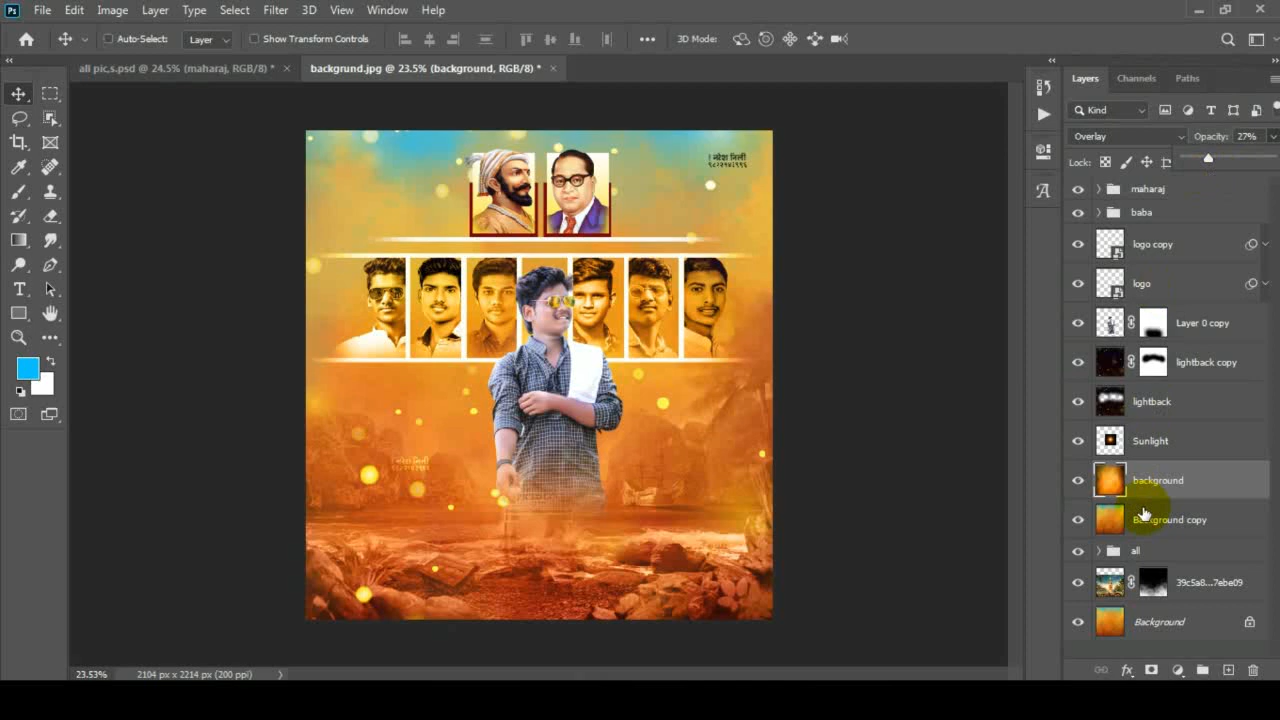 File Edit Image Layer Type Select Filter 3D View Window Help
Auto-Select: Layer Show Transform Controls 3D Mode:
all pic,s.psd @ 24.5% (maharaj, RGB/8) * backgrund.jpg @ 23.5% (background, RGB/8) *
Layers Channels Paths
Kind
Overlay Opacity: 27%
Lock:
maharaj
baba
logo copy
logo
Layer 0 copy
lightback copy
lightback
Sunlight
background
Background copy
all
39c5a8...7ebe09
Background
23.53% 2104 px x 2214 px (200 ppi)